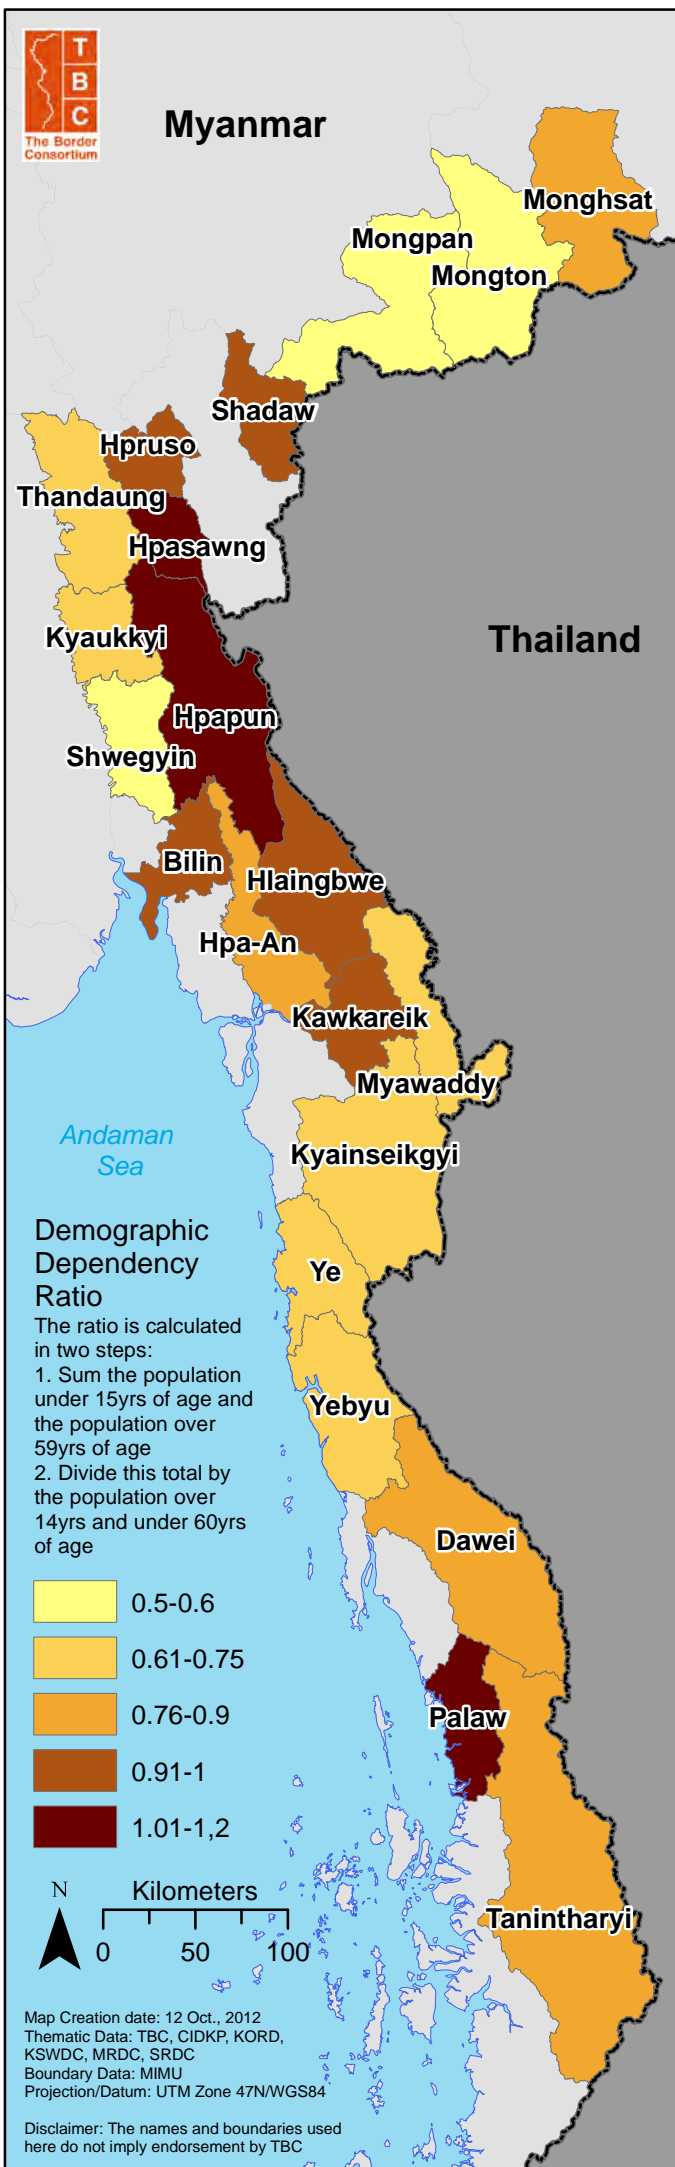 T
B
C
The Border
Consortium
Myanmar
Monghsat
Mongpan
Mongton
Shadaw
Hpruso
Thandaung
Hpasawng
Kyaukkyi
Thailand
Hpapun
Shwegyin
Bilin
Hlaingbwe
Hpa-An
Kawkareik
Myawaddy
Andaman
Sea
Kyainseikgyi
Demographic
Dependency
Ratio
Ye
The ratio is calculated
in two steps:
1. Sum the population
under 15yrs of age and
the population over
59yrs of age
2. Divide this total by
the population over
14yrs and under 60yrs
of age
Yebyu
Dawei
0.5-0.6
0.61-0.75
0.76-0.9
0.91-1
1.01-1,2
Palaw
Tanintharyi
N
Kilometers
0 50 100
Map Creation date: 12 Oct., 2012
Thematic Data: TBC, CIDKP, KORD,
KSWDC, MRDC, SRDC
Boundary Data: MIMU
Projection/Datum: UTM Zone 47N/WGS84
Disclaimer: The names and boundaries used
here do not imply endorsement by TBC